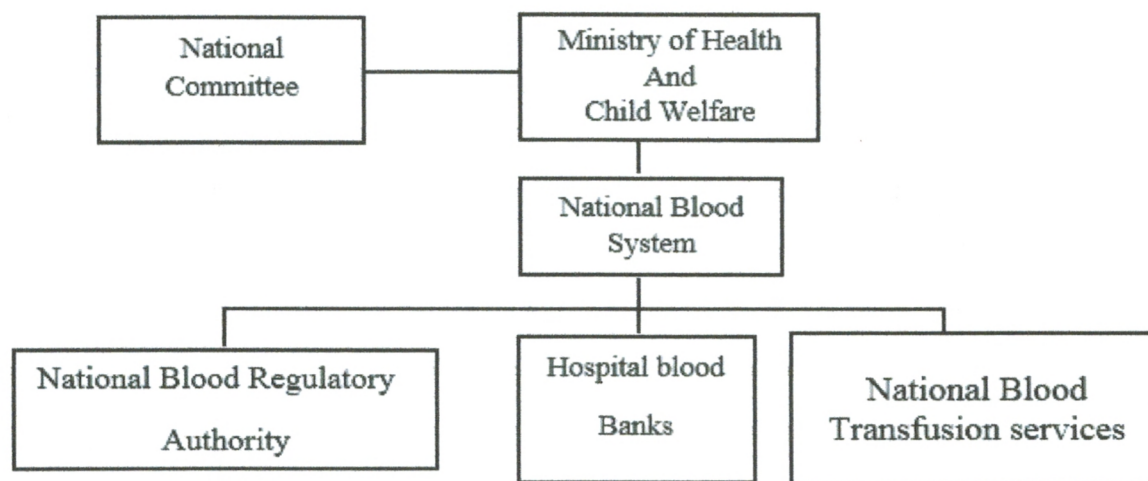 National
Committee
Ministry of Health
And
Child Welfare
National Blood
System
National Blood Regulatory
Authority
Hospital blood
Banks
National Blood
Transfusion services